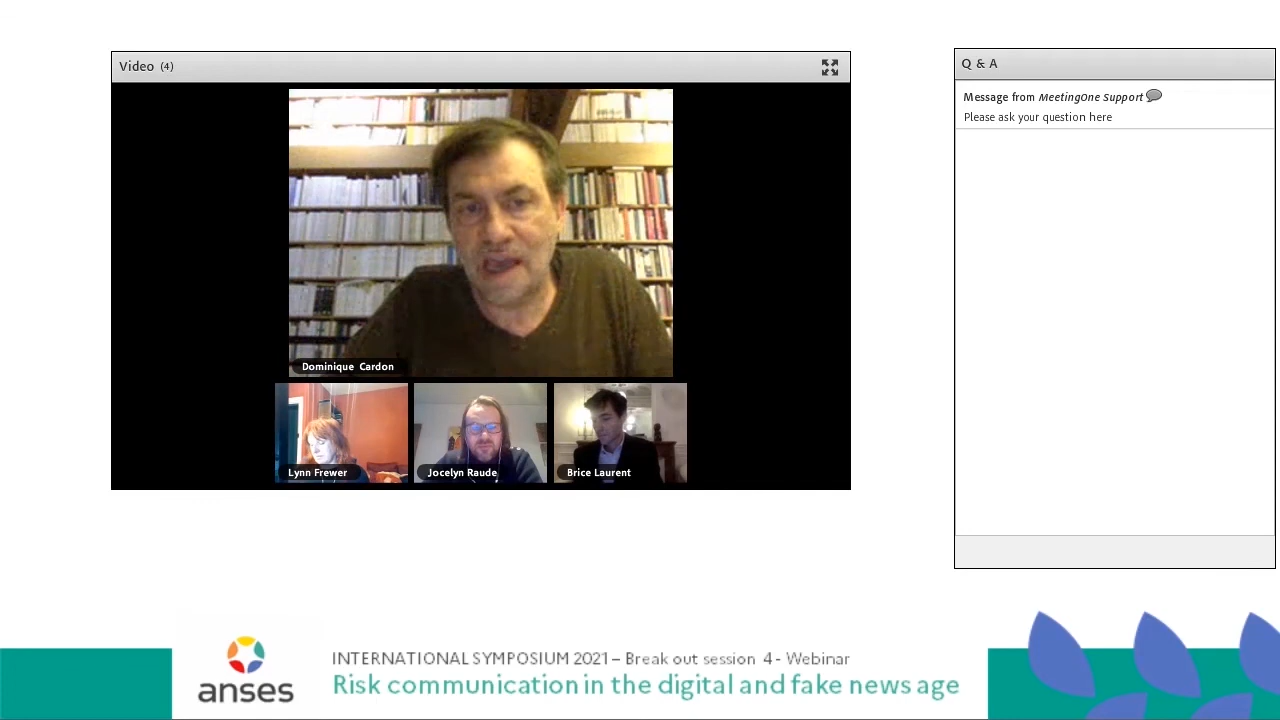 Video (4)
Q & A
Message from MeetingOne Support
Please ask your question here
Dominique Cardon
Lynn Frewer
Jocelyn Raude
Brice Laurent
anses
INTERNATIONAL SYMPOSIUM 2021 – Break out session 4 - Webinar
Risk communication in the digital and fake news age